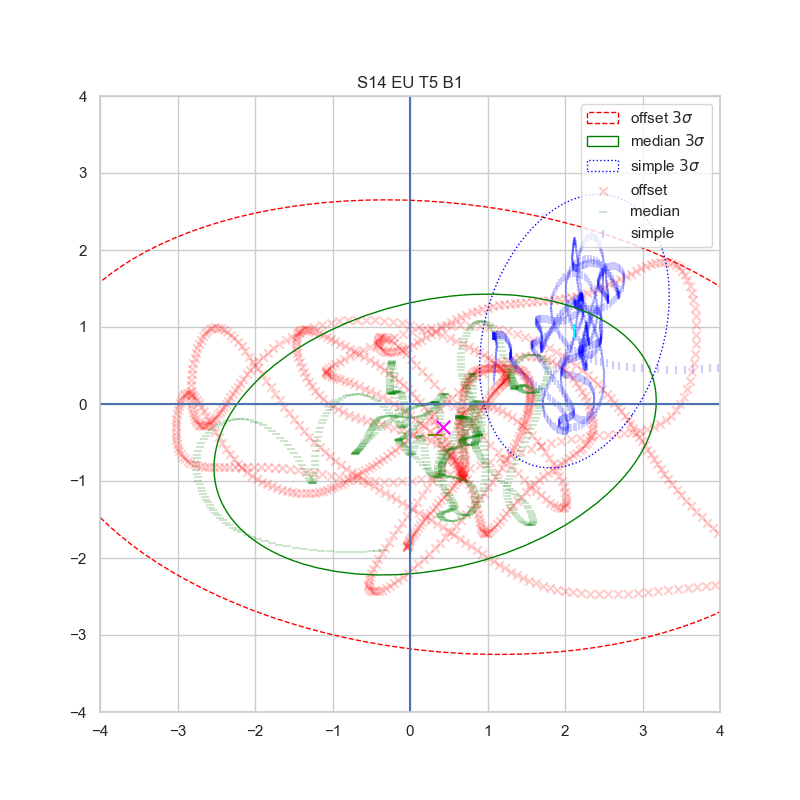 S14 EU T5 B1
offset 3σ
median 3σ
simple 3σ
offset
median
simple
4
3
2
1
0
−1
−2
−3
−4
−4 −3 −2 −1 0 1 2 3 4